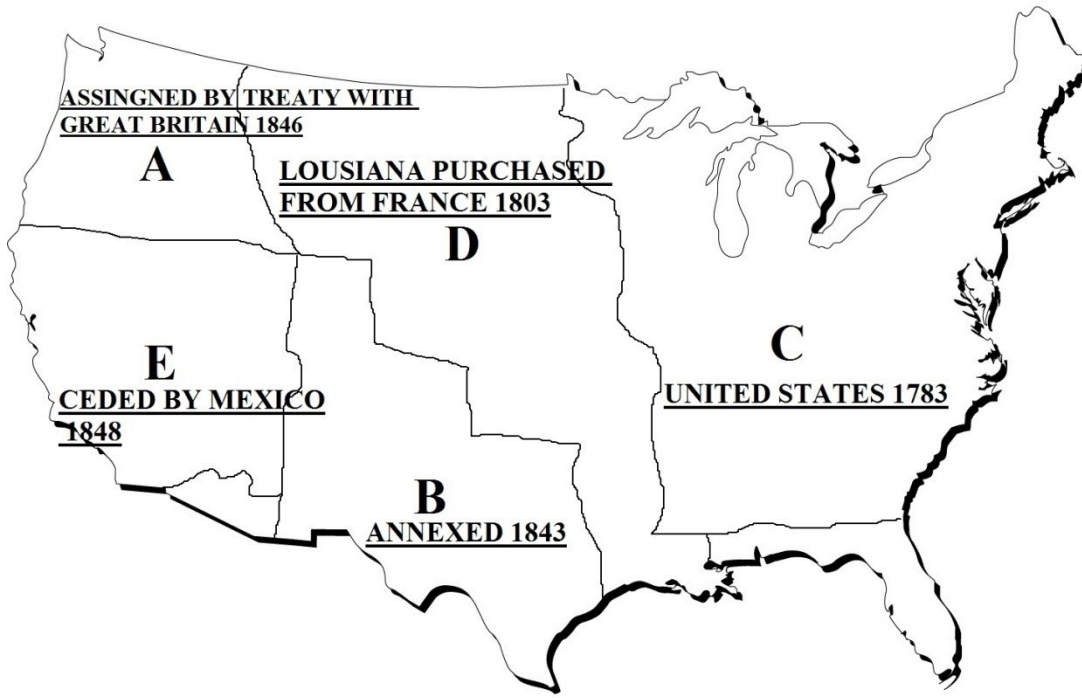 ASSINGNED BY TREATY WITH
GREAT BRITAIN 1846
A
LOUSIANA PURCHASED
FROM FRANCE 1803
D
E
CEDED BY MEXICO
1848
C
UNITED STATES 1783
B
ANNEXED 1843